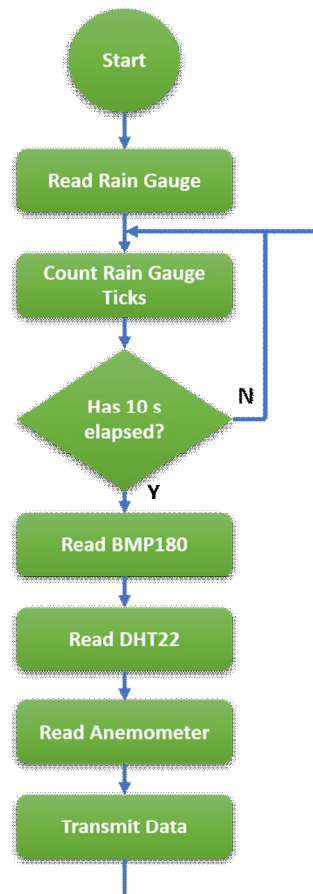 Start
Read Rain Gauge
Count Rain Gauge
Ticks
Has 10 s
elapsed?
N
Y
Read BMP180
Read DHT22
Read Anemometer
Transmit Data